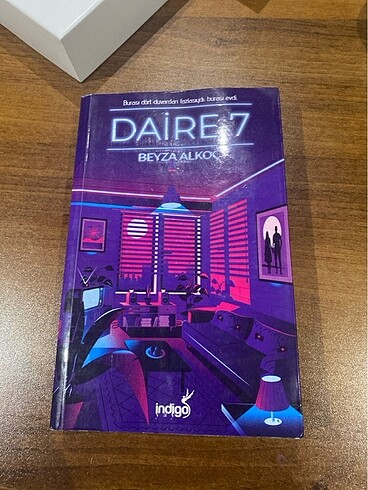 Burası dört duvardan fazlasıydı, burası evdi.
DAİRE 7
BEYZA ALKOÇ
indigo